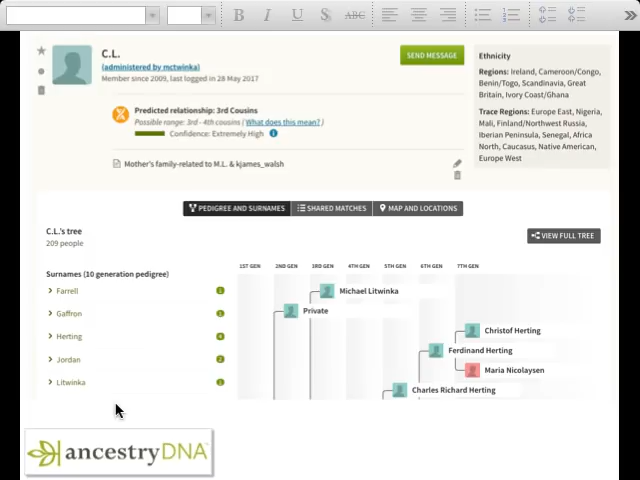 B I U S ABC
C.L.
(administered by mctwinka)
Member since 2009, last logged in 28 May 2017
SEND MESSAGE
Predicted relationship: 3rd Cousins
Possible range: 3rd - 4th cousins ( What does this mean? )
Confidence: Extremely High
Mother's family-related to M.L. & kjames_walsh
Ethnicity
Regions: Ireland, Cameroon/Congo,
Benin/Togo, Scandinavia, Great
Britain, Ivory Coast/Ghana
Trace Regions: Europe East, Nigeria,
Mali, Finland/Northwest Russia,
Iberian Peninsula, Senegal, Africa
North, Caucasus, Native American,
Europe West
PEDIGREE AND SURNAMES
SHARED MATCHES
MAP AND LOCATIONS
C.L.'s tree
209 people
VIEW FULL TREE
Surnames (10 generation pedigree)
Farrell
Gaffron
Herting
Jordan
Litwinka
1ST GEN 2ND GEN 3RD GEN 4TH GEN 5TH GEN 6TH GEN 7TH GEN
Michael Litwinka
Private
Christof Herting
Ferdinand Herting
Maria Nicolaysen
Charles Richard Herting
ancestryDNA